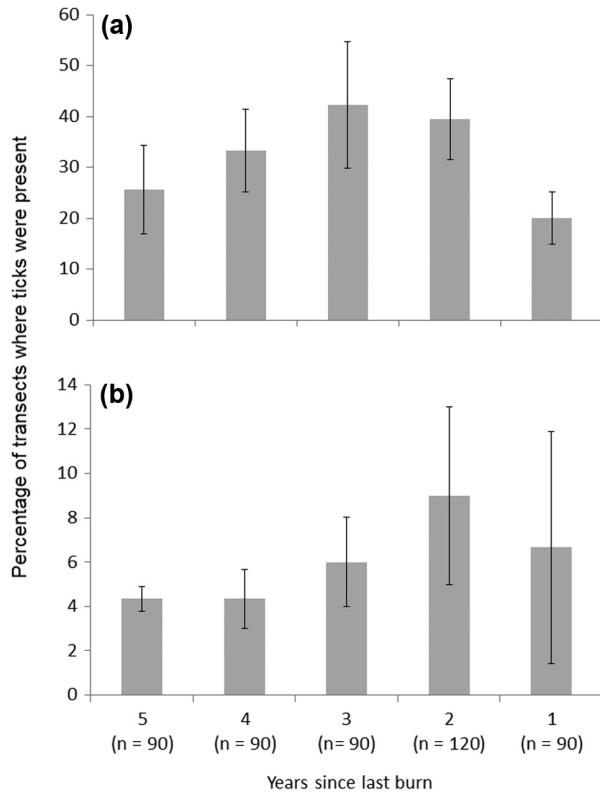 Percentage of transects where ticks were present
(a)
60
50
40
30
20
10
0
(b)
14
12
10
8
6
4
2
0
5 4 3 2 1
(n = 90) (n = 90) (n= 90) (n = 120) (n = 90)
Years since last burn